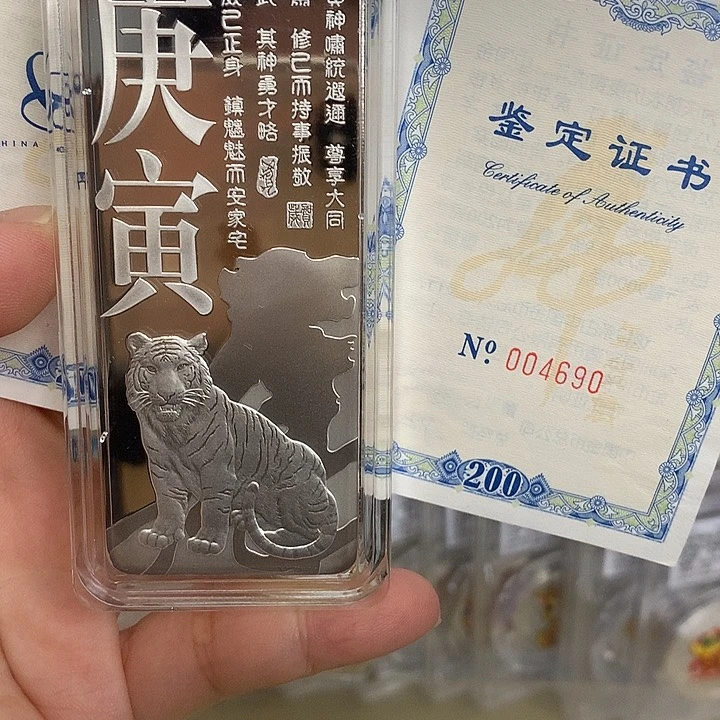 庚寅
神嘯統遐邇 尊享大同
修己而持事振敬
其神勇才略
己正身 鎮魑魅而安家宅
HINA
鉴定证书
Certificate of Authenticity
Nº 004690
200